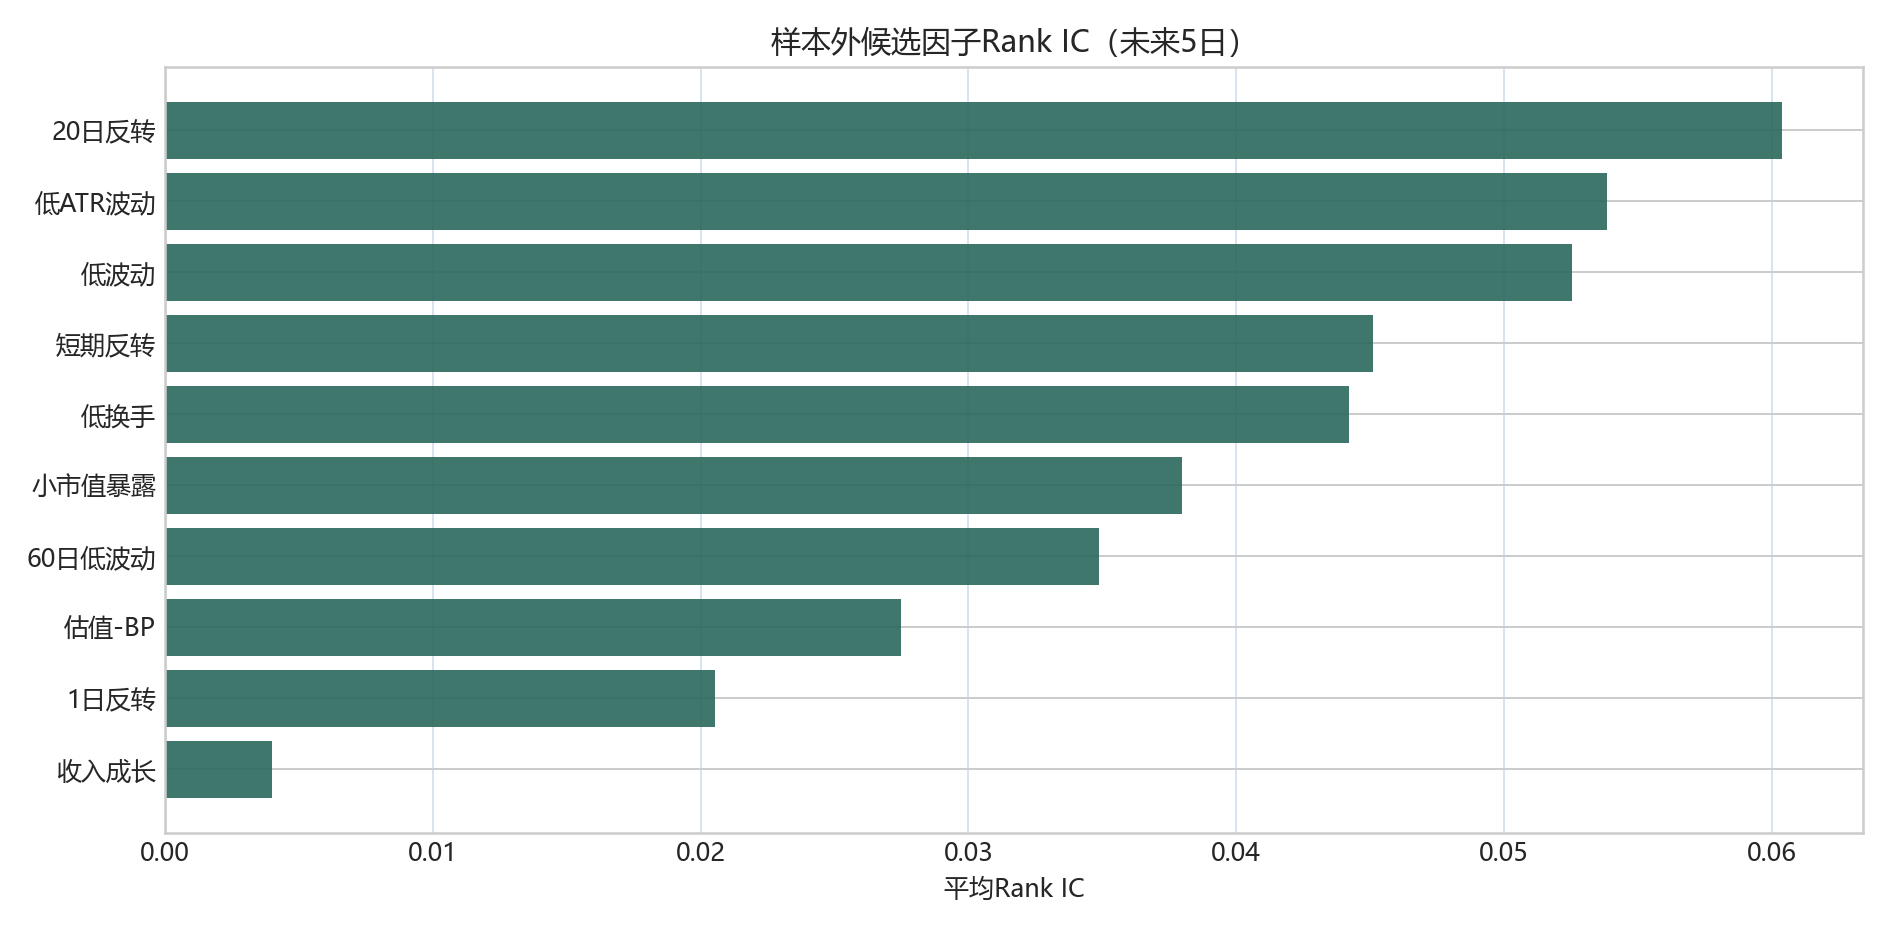 样本外候选因子Rank IC（未来5日）
20日反转
低ATR波动
低波动
短期反转
低换手
小市值暴露
60日低波动
估值-BP
1日反转
收入成长
0.00 0.01 0.02 0.03 0.04 0.05 0.06
平均Rank IC